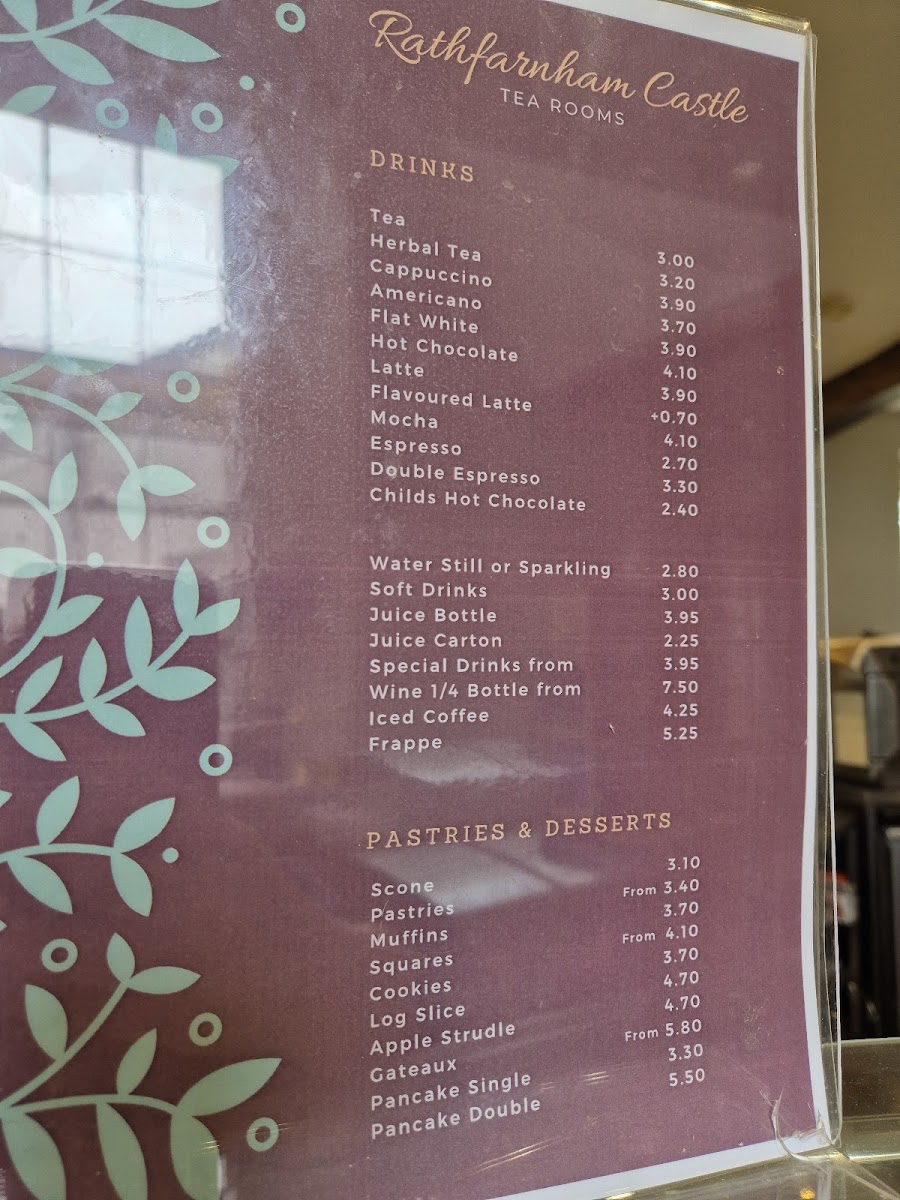 Rathfarnham Castle
TEA ROOMS
DRINKS
Tea 3.00
Herbal Tea 3.20
Cappuccino 3.90
Americano 3.70
Flat White 3.90
Hot Chocolate 4.10
Latte 3.90
Flavoured Latte +0.70
Mocha 4.10
Espresso 2.70
Double Espresso 3.30
Childs Hot Chocolate 2.40
Water Still or Sparkling 2.80
Soft Drinks 3.00
Juice Bottle 3.95
Juice Carton 2.25
Special Drinks from 3.95
Wine 1/4 Bottle from 7.50
Iced Coffee 4.25
Frappe 5.25
PASTRIES & DESSERTS
Scone 3.10
Pastries From 3.40
Muffins 3.70
Squares From 4.10
Cookies 3.70
Log Slice 4.70
Apple Strudle 4.70
Gateaux From 5.80
Pancake Single 3.30
Pancake Double 5.50